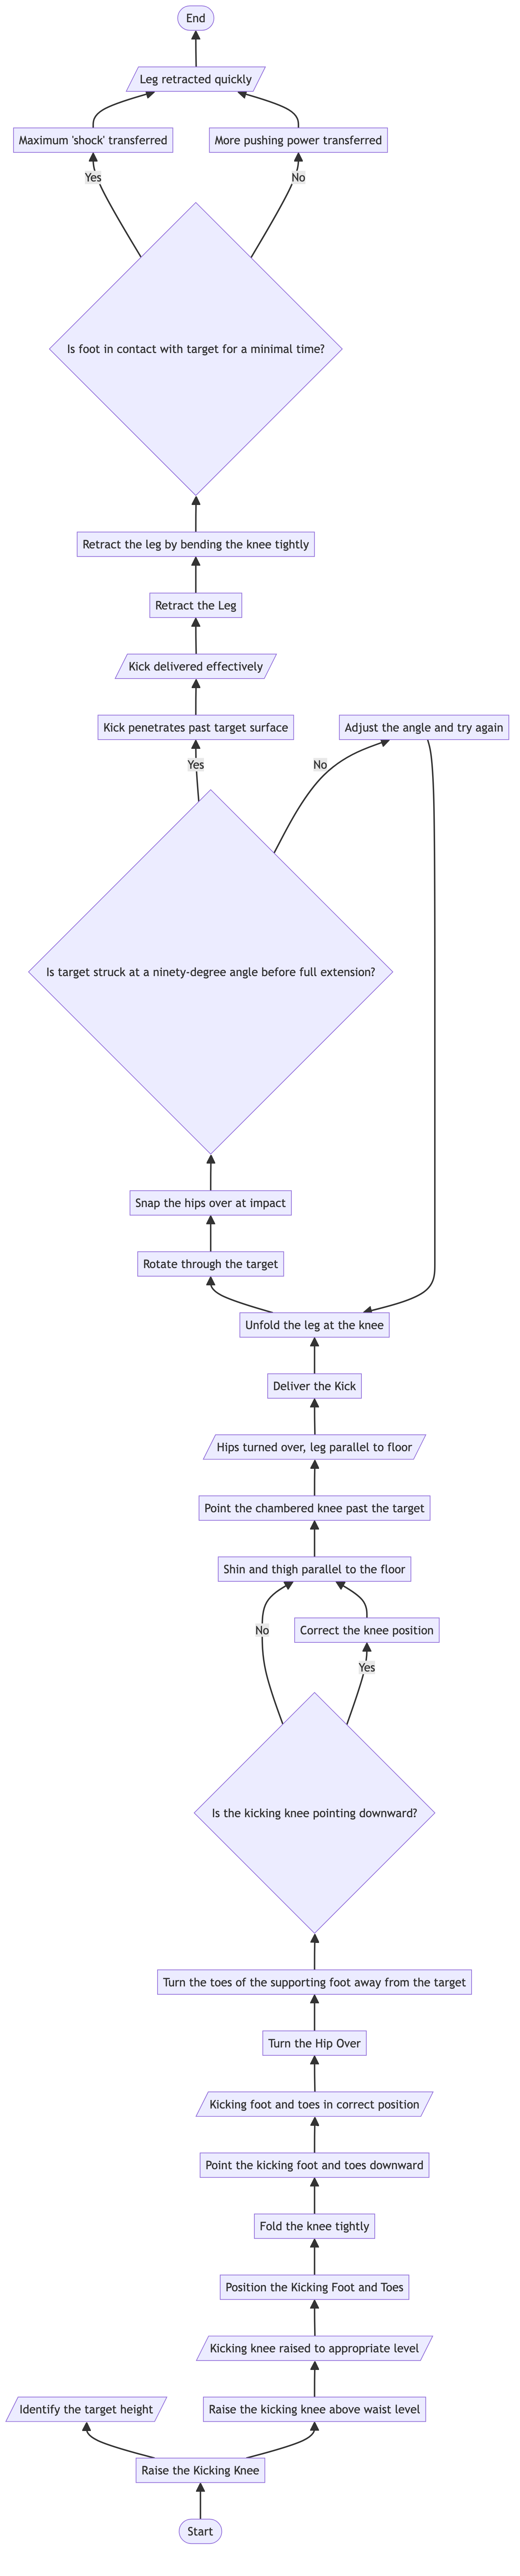 End
Leg retracted quickly
Maximum 'shock' transferred
More pushing power transferred
Yes
No
Is foot in contact with target for a minimal time?
Retract the leg by bending the knee tightly
Retract the Leg
Kick delivered effectively
Kick penetrates past target surface
Adjust the angle and try again
Yes
No
Is target struck at a ninety-degree angle before full extension?
Snap the hips over at impact
Rotate through the target
Unfold the leg at the knee
Deliver the Kick
Hips turned over, leg parallel to floor
Point the chambered knee past the target
Shin and thigh parallel to the floor
No
Correct the knee position
Yes
Is the kicking knee pointing downward?
Turn the toes of the supporting foot away from the target
Turn the Hip Over
Kicking foot and toes in correct position
Point the kicking foot and toes downward
Fold the knee tightly
Position the Kicking Foot and Toes
Kicking knee raised to appropriate level
Identify the target height
Raise the kicking knee above waist level
Raise the Kicking Knee
Start